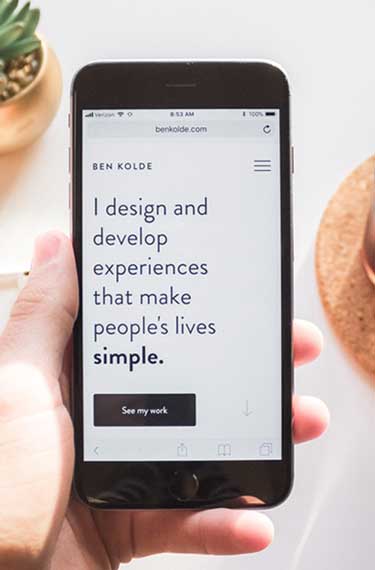 Verizon 8:53 AM 100%
benkolde.com
BEN KOLDE
I design and
develop
experiences
that make
people's lives
simple.
See my work